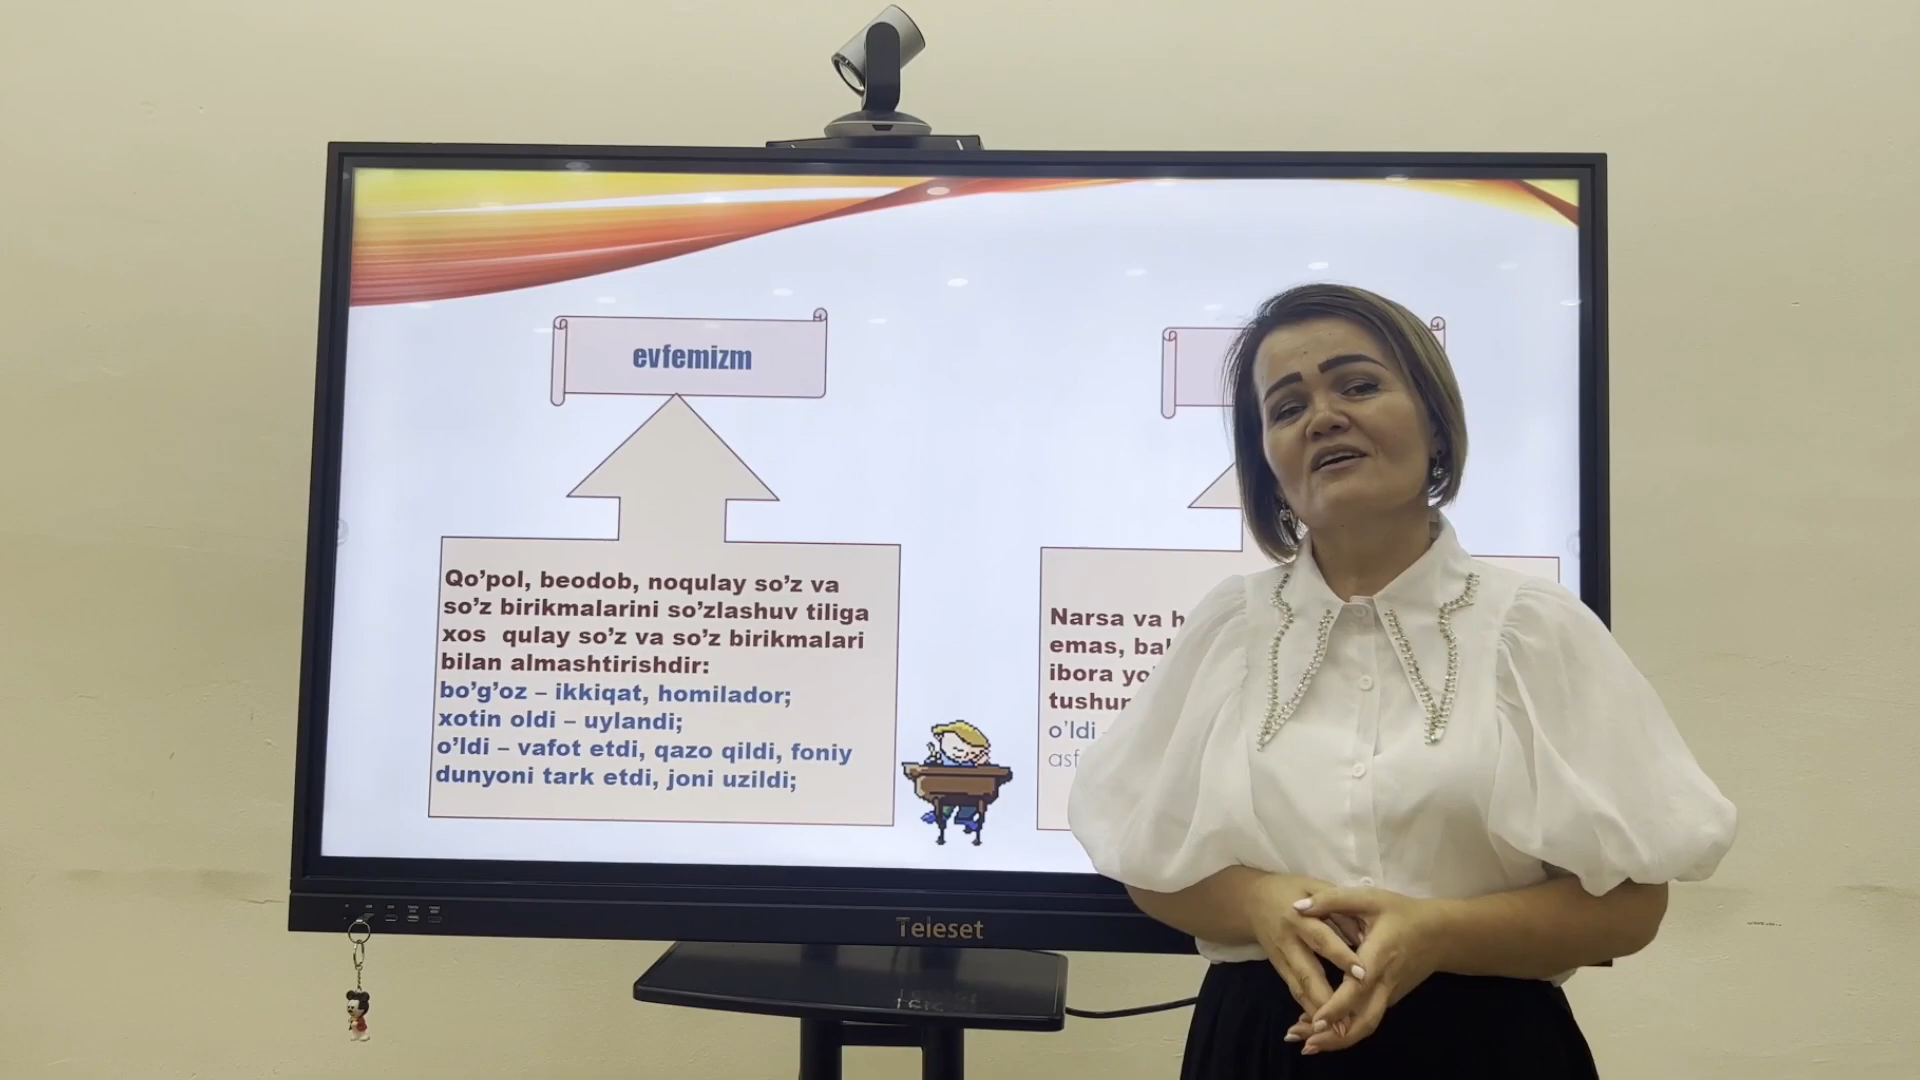 evfemizm
Qo’pol, beodob, noqulay so’z va
so’z birikmalarini so’zlashuv tiliga
xos qulay so’z va so’z birikmalari
bilan almashtirishdir:
bo’g’oz – ikkiqat, homilador;
xotin oldi – uylandi;
o’ldi – vafot etdi, qazo qildi, foniy
dunyoni tark etdi, joni uzildi;
Narsa va
emas,
ibora
o’ldi
Teleset